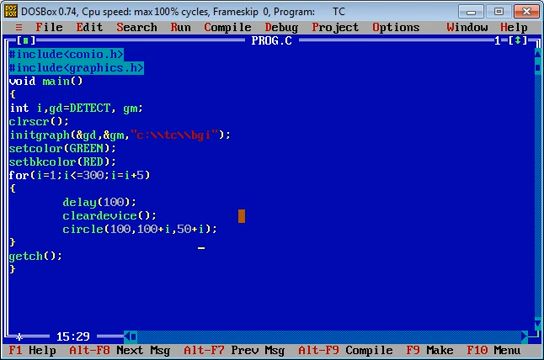 DOSBox 0.74, Cpu speed: max 100% cycles, Frameskip 0, Program: TC
≡ File Edit Search Run Compile Debug Project Options Window Help
[■] PROG.C 1=[↕]
#include<conio.h>
#include<graphics.h>
void main()
{
int i,gd=DETECT, gm;
clrscr();
initgraph(&gd,&gm,"c:\\tc\\bgi");
setcolor(GREEN);
setbkcolor(RED);
for(i=1;i<=300;i=i+5)
{
delay(100);
cleardevice();
circle(100,100+i,50+i);
}
getch();
}
* 15:29
F1 Help Alt-F8 Next Msg Alt-F7 Prev Msg Alt-F9 Compile F9 Make F10 Menu